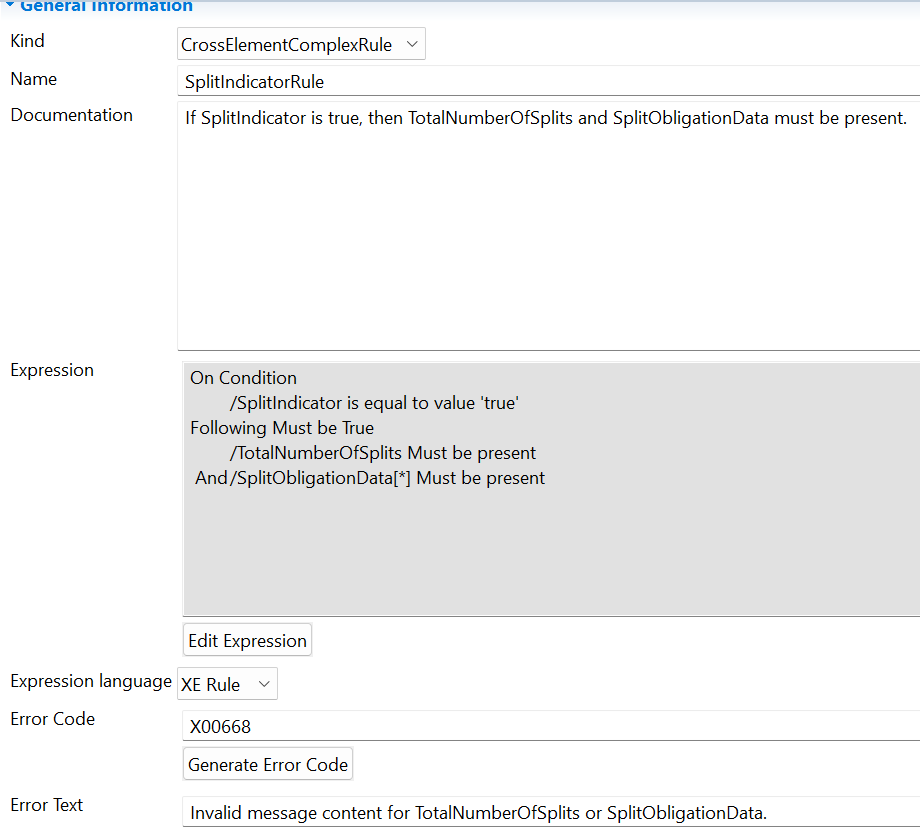 General Information
Kind
CrossElementComplexRule
Name
SplitIndicatorRule
Documentation
If SplitIndicator is true, then TotalNumberOfSplits and SplitObligationData must be present.
Expression
On Condition
/SplitIndicator is equal to value 'true'
Following Must be True
/TotalNumberOfSplits Must be present
And/SplitObligationData[*] Must be present
Edit Expression
Expression language
XE Rule
Error Code
X00668
Generate Error Code
Error Text
Invalid message content for TotalNumberOfSplits or SplitObligationData.